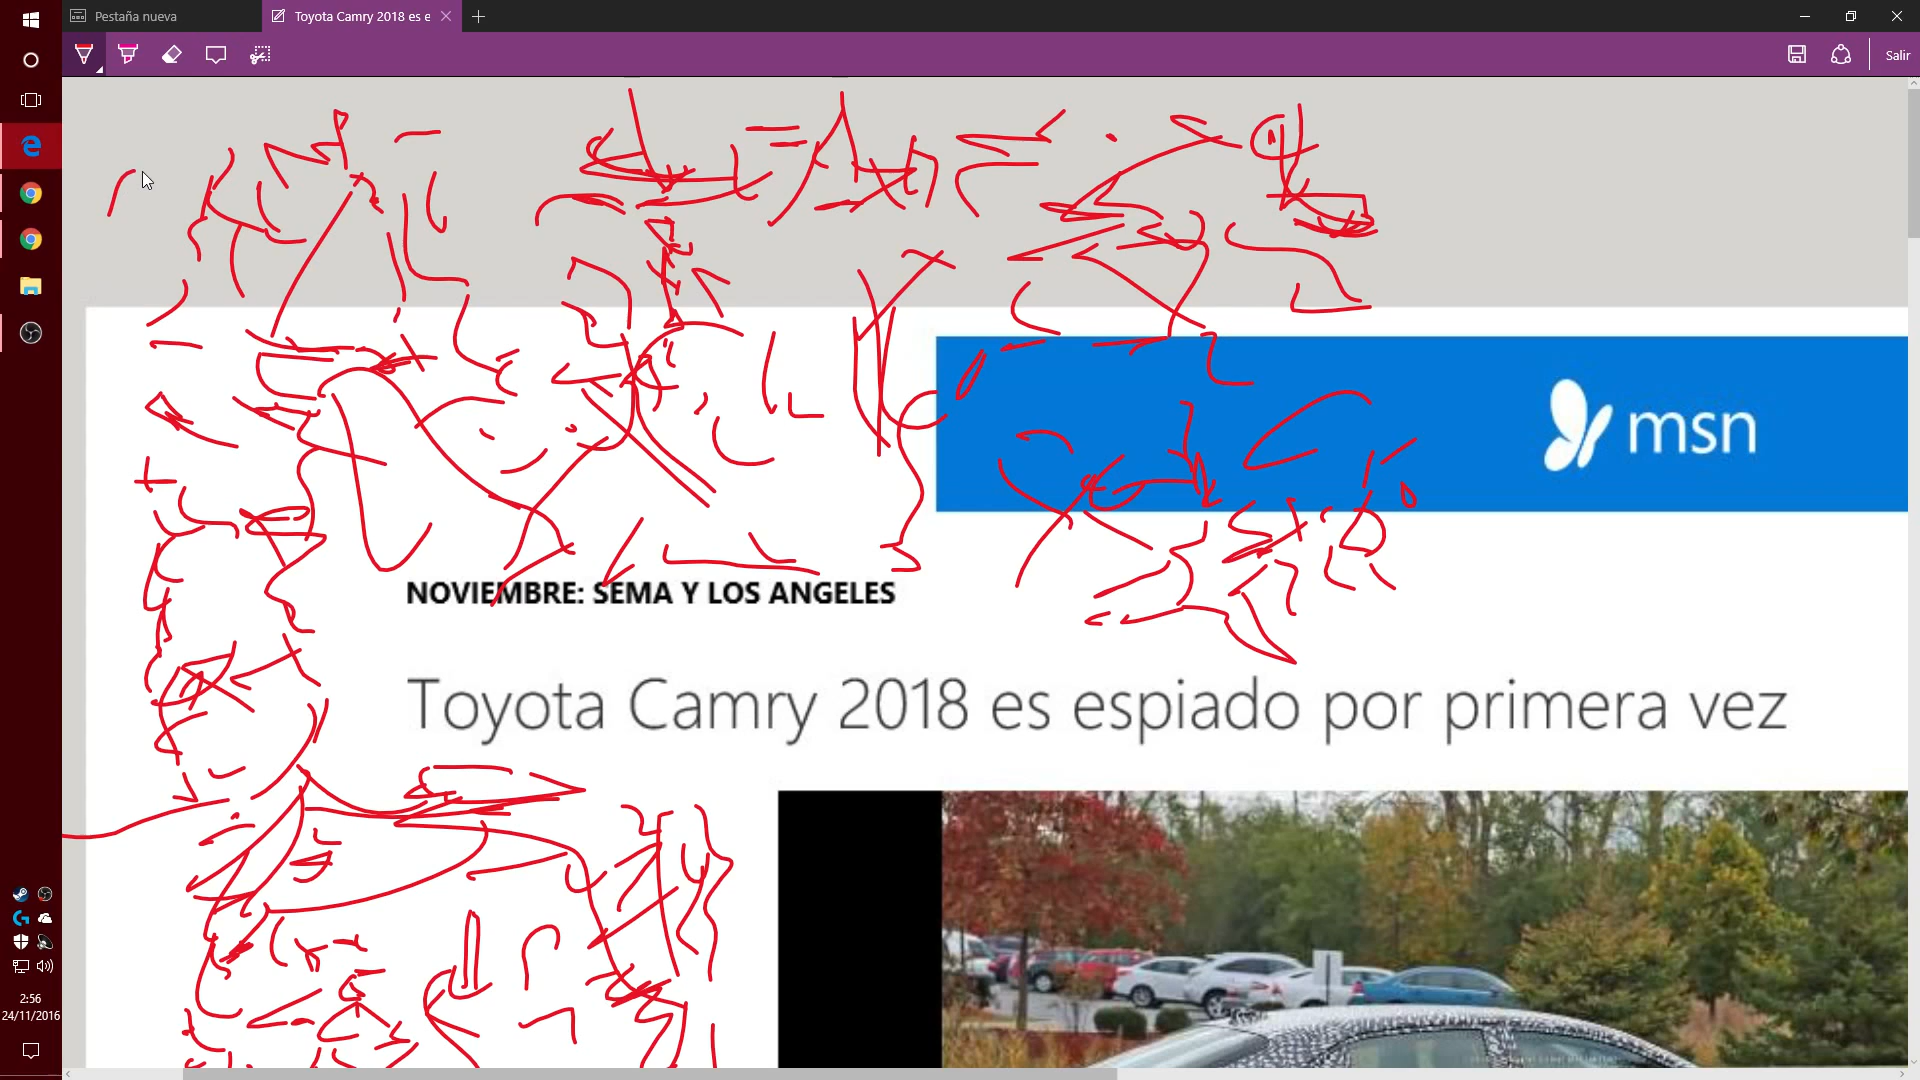 Pestaña nueva
Toyota Camry 2018 es e
Salir
msn
NOVIEMBRE: SEMA Y LOS ANGELES
Toyota Camry 2018 es espiado por primera vez
2:56
24/11/2016